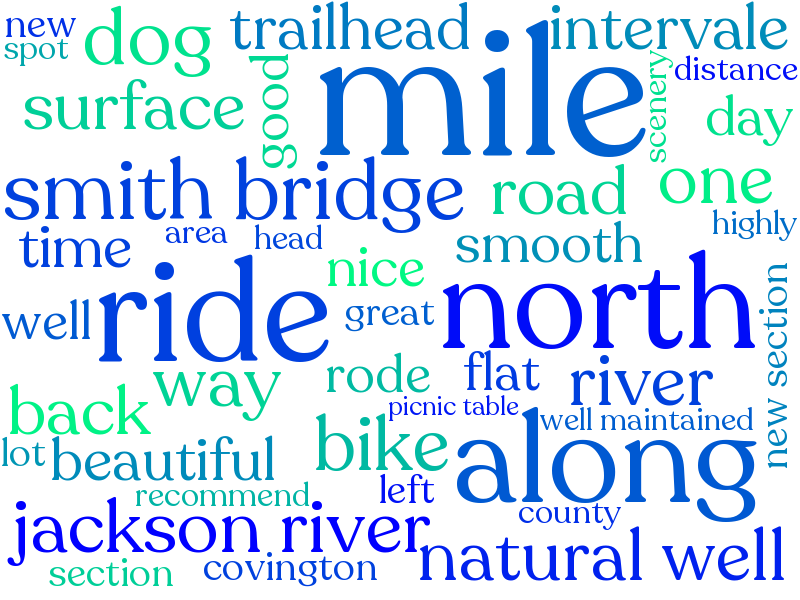 new
dog
trailhead
intervale
spot
mile
distance
surface
good
scenery
day
smith bridge
road
one
highly
time
area
head
smooth
nice
ride
north
well
great
new section
way
rode
flat
river
back
picnic table
well maintained
bike
along
lot
beautiful
recommend
left
county
jackson river
natural well
section
covington